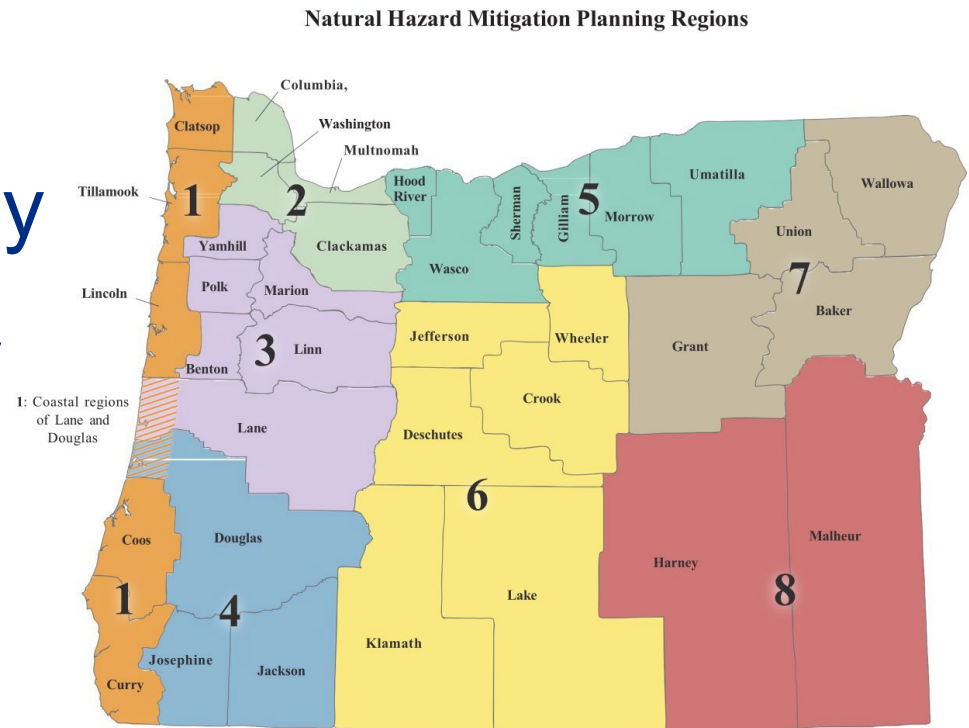 Natural Hazard Mitigation Planning Regions
Columbia,
Washington
Multnomah
Clatsop
Tillamook
1
2
Hood
River
Sherman
Gilliam
5
Morrow
Umatilla
Wallowa
Union
y
Yamhill
Clackamas
Wasco
7
Lincoln
Polk
Marion
Baker
3
Linn
Jefferson
Wheeler
Grant
Benton
1: Coastal regions
of Lane and
Douglas
Lane
Crook
Deschutes
6
Coos
Douglas
Harney
Malheur
1
4
Lake
8
Klamath
Josephine
Jackson
Curry